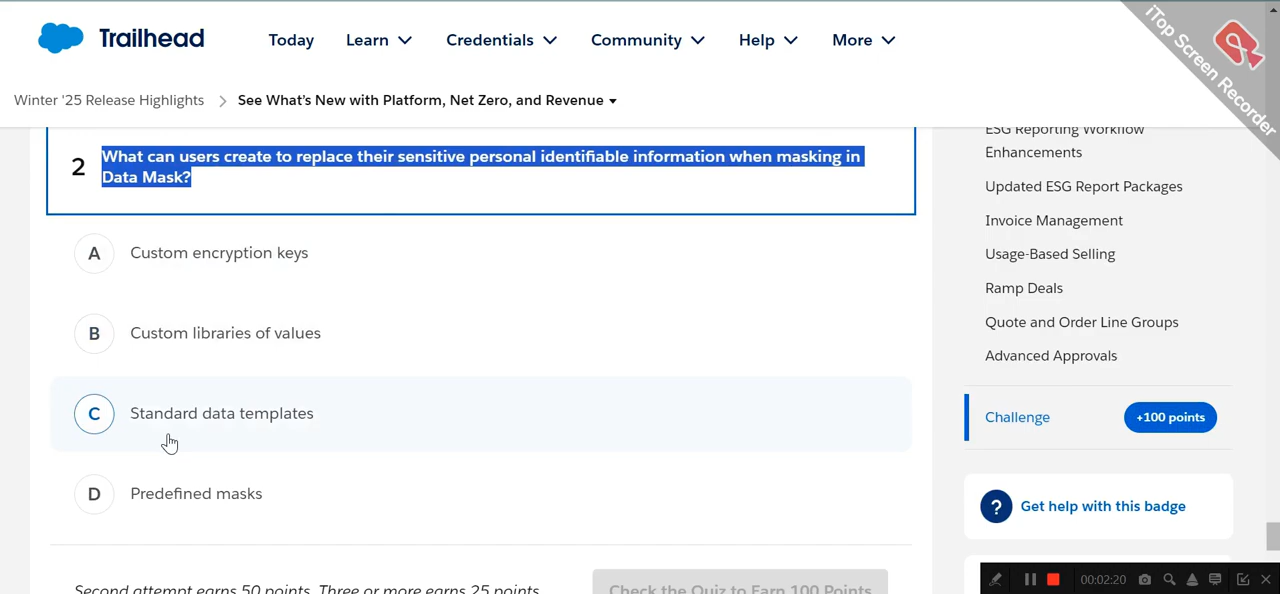 Trailhead
Today Learn Credentials Community Help More
iTop Screen Recorder
Winter '25 Release Highlights > See What's New with Platform, Net Zero, and Revenue
2 What can users create to replace their sensitive personal identifiable information when masking in
Data Mask?
A Custom encryption keys
B Custom libraries of values
C Standard data templates
D Predefined masks
Second attempt earns 50 points. Three or more earns 25 points.
Check the Quiz to Earn 100 Points
ESG Reporting Workflow
Enhancements
Updated ESG Report Packages
Invoice Management
Usage-Based Selling
Ramp Deals
Quote and Order Line Groups
Advanced Approvals
Challenge +100 points
? Get help with this badge
00:02:20